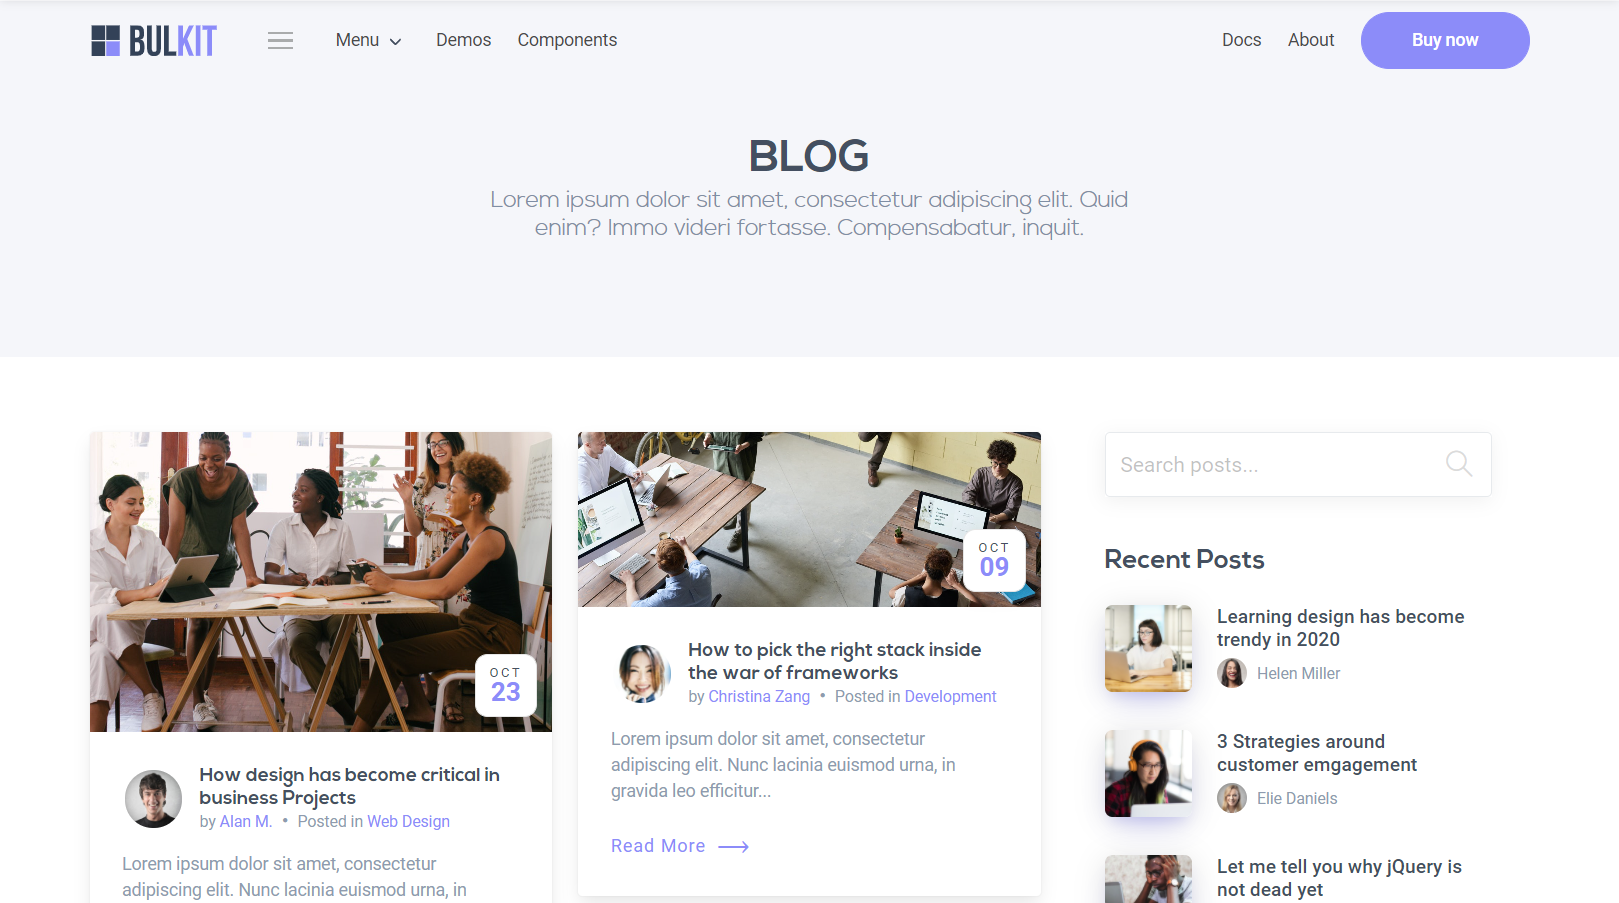 BULKIT
Menu
Demos
Components
Docs
About
Buy now
BLOG
Lorem ipsum dolor sit amet, consectetur adipiscing elit. Quid
enim? Immo videri fortasse. Compensabatur, inquit.
OCT
23
How design has become critical in
business Projects
by Alan M. • Posted in Web Design
Lorem ipsum dolor sit amet, consectetur
adipiscing elit. Nunc lacinia euismod urna, in
OCT
09
How to pick the right stack inside
the war of frameworks
by Christina Zang • Posted in Development
Lorem ipsum dolor sit amet, consectetur
adipiscing elit. Nunc lacinia euismod urna, in
gravida leo efficitur...
Read More
Search posts...
Recent Posts
Learning design has become
trendy in 2020
Helen Miller
3 Strategies around
customer emgagement
Elie Daniels
Let me tell you why jQuery is
not dead yet